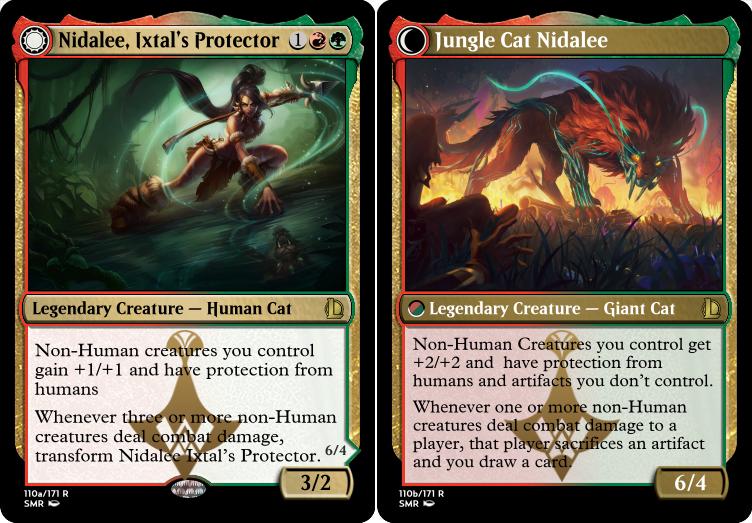 Nidalee, Ixtal's Protector 1
Legendary Creature — Human Cat
Non-Human creatures you control
gain +1/+1 and have protection from
humans
Whenever three or more non-Human
creatures deal combat damage,
transform Nidalee Ixtal's Protector.
6/4
3/2
110a/171 R
SMR
Jungle Cat Nidalee
Legendary Creature — Giant Cat
Non-Human Creatures you control get
+2/+2 and have protection from
humans and artifacts you don't control.
Whenever one or more non-Human
creatures deal combat damage to a
player, that player sacrifices an artifact
and you draw a card.
6/4
110b/171 R
SMR